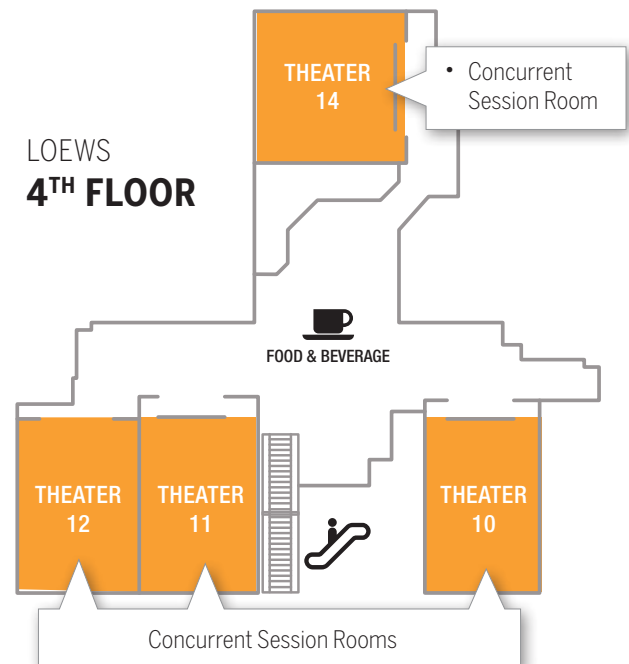 THEATER
14
• Concurrent
Session Room
LOEWS
4TH FLOOR
FOOD & BEVERAGE
THEATER
12
THEATER
11
THEATER
10
Concurrent Session Rooms